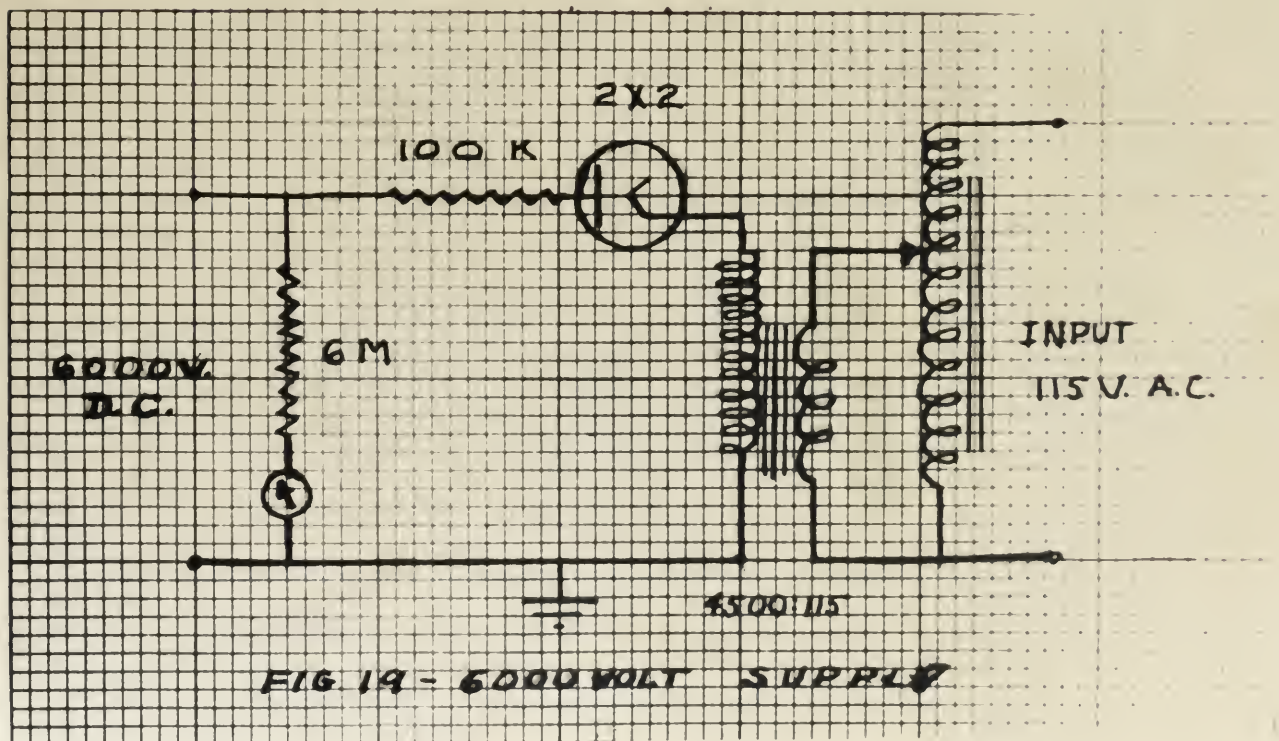 2X2
100 K
6M
6000V.
D.C.
INPUT
115 V. A.C.
4500:115
FIG. 19 - 6000 VOLT SUPPLY